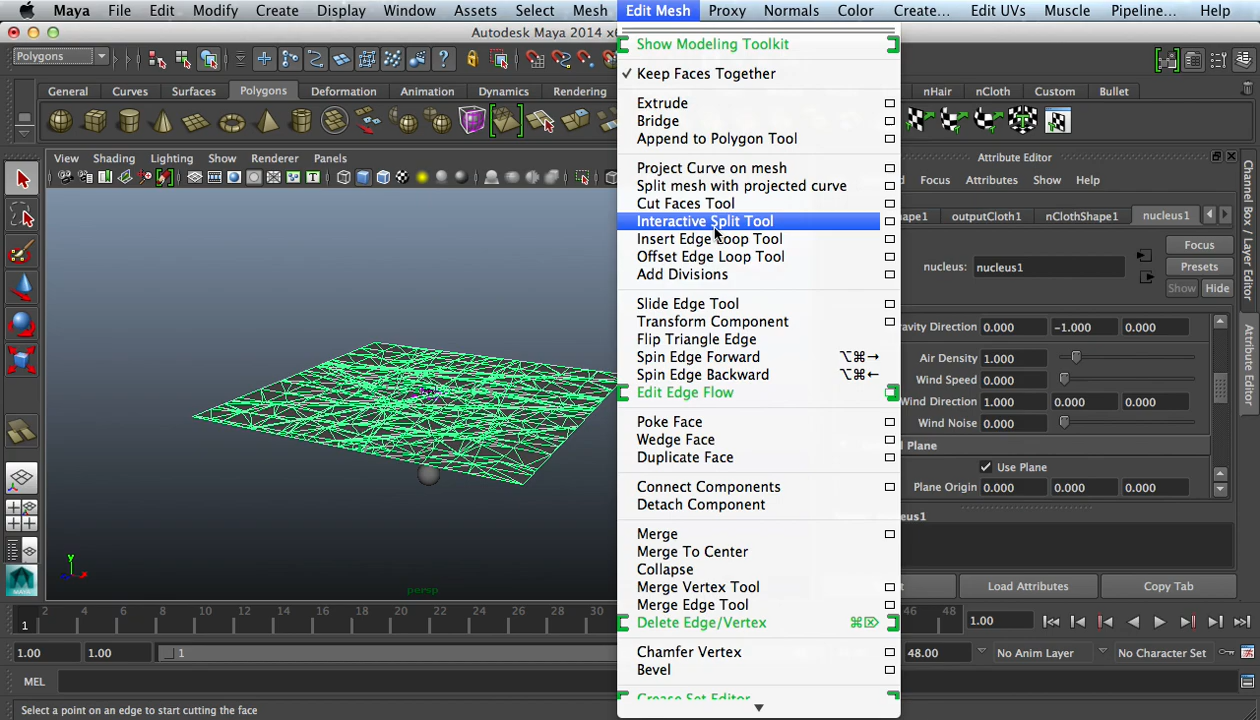 Maya File Edit Modify Create Display Window Assets Select Mesh Edit Mesh Proxy Normals Color Create... Edit UVs Muscle Pipeline... Help
Autodesk Maya 2014 x6
Polygons
General Curves Surfaces Polygons Deformation Animation Dynamics Rendering nHair nCloth Custom Bullet
View Shading Lighting Show Renderer Panels
Show Modeling Toolkit
Keep Faces Together
Extrude
Bridge
Append to Polygon Tool
Project Curve on mesh
Split mesh with projected curve
Cut Faces Tool
Interactive Split Tool
Insert Edge Loop Tool
Offset Edge Loop Tool
Add Divisions
Slide Edge Tool
Transform Component
Flip Triangle Edge
Spin Edge Forward ⌥⌘→
Spin Edge Backward ⌥⌘←
Edit Edge Flow
Poke Face
Wedge Face
Duplicate Face
Connect Components
Detach Component
Merge
Merge To Center
Collapse
Merge Vertex Tool
Merge Edge Tool
Delete Edge/Vertex ⌘⌦
Chamfer Vertex
Bevel
Crease Set Editor
Attribute Editor
Focus Attributes Show Help
hape1 outputCloth1 nClothShape1 nucleus1
Focus
nucleus: nucleus1
Presets
Show Hide
avity Direction 0.000 -1.000 0.000
Air Density 1.000
Wind Speed 0.000
Wind Direction 1.000 0.000 0.000
Wind Noise 0.000
Plane
Use Plane
Plane Origin 0.000 0.000 0.000
eus1
Load Attributes Copy Tab
Channel Box / Layer Editor
Attribute Editor
y
persp
2 4 6 8 10 12 14 16 18 20 22 24 26 28 30 46 48
1 1.00
1.00 1.00 1 48.00 No Anim Layer No Character Set
MEL
Select a point on an edge to start cutting the face